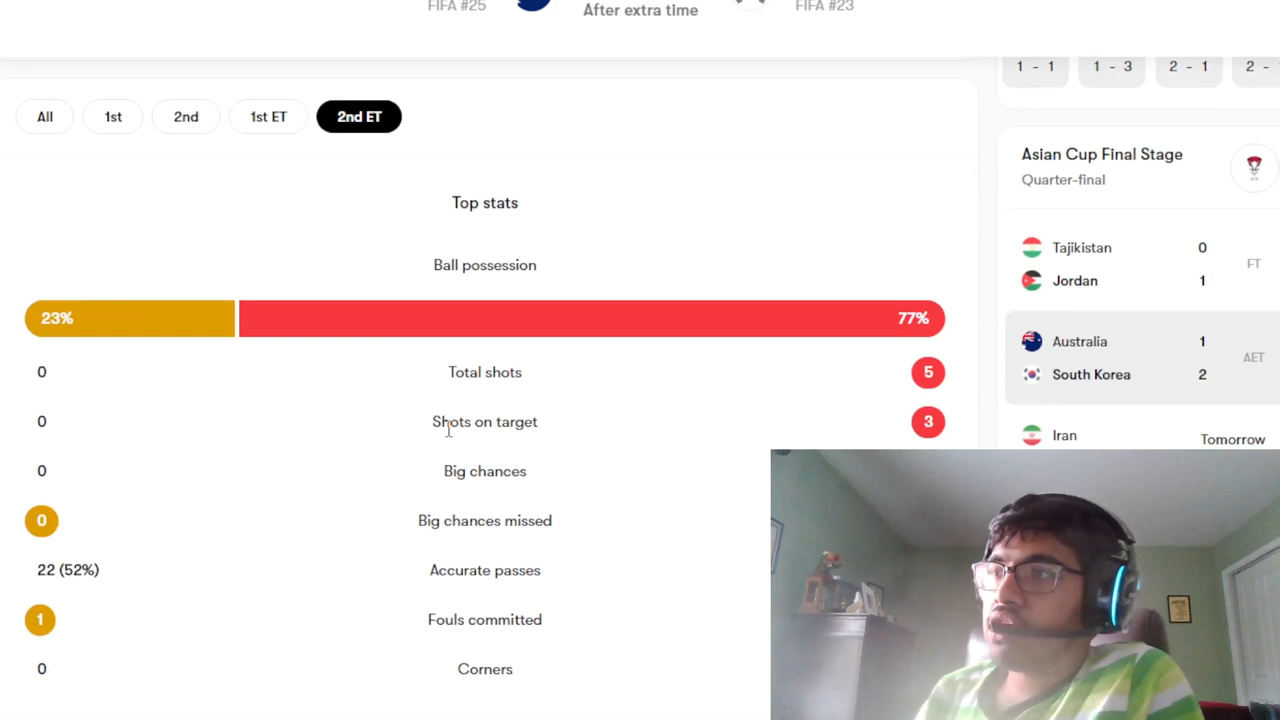 FIFA #25
After extra time
FIFA #23
1 - 1
1 - 3
2 - 1
2 -
All
1st
2nd
1st ET
2nd ET
Top stats
Ball possession
23%
77%
0 Total shots 5
0 Shots on target 3
0 Big chances
0 Big chances missed
22 (52%) Accurate passes
1 Fouls committed
0 Corners
Asian Cup Final Stage
Quarter-final
Tajikistan 0
FT
Jordan 1
Australia 1
AET
South Korea 2
Iran
Tomorrow